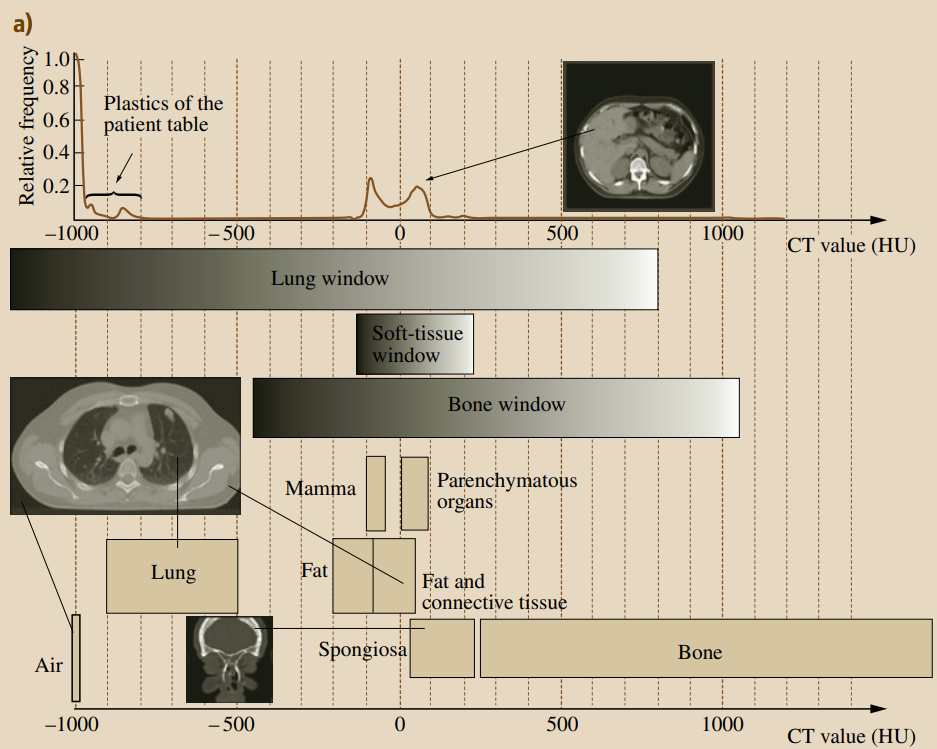 a)
Relative frequency
1.0
0.8
0.6
0.4
0.2
Plastics of the
patient table
−1000
−500
0
500
1000
CT value (HU)
Lung window
Soft-tissue
window
Bone window
Mamma
Parenchymatous
organs
Lung
Fat
Fat and
connective tissue
Air
Spongiosa
Bone
−1000
−500
0
500
1000
CT value (HU)